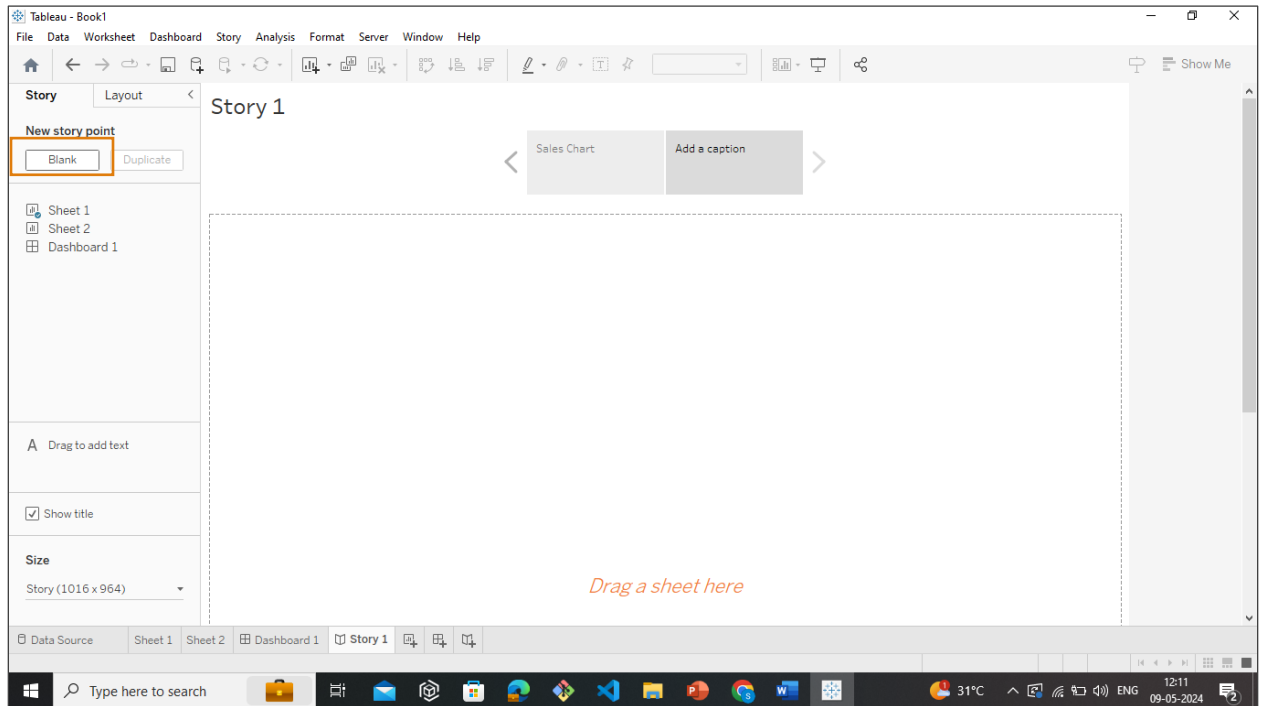 Tableau - Book1
File Data Worksheet Dashboard Story Analysis Format Server Window Help
Show Me
Story Layout
New story point
Blank Duplicate
Sheet 1
Sheet 2
Dashboard 1
A Drag to add text
Show title
Size
Story (1016 x 964)
Story 1
Sales Chart Add a caption
Drag a sheet here
Data Source Sheet 1 Sheet 2 Dashboard 1 Story 1
Type here to search
31°C ENG 12:11
09-05-2024
2